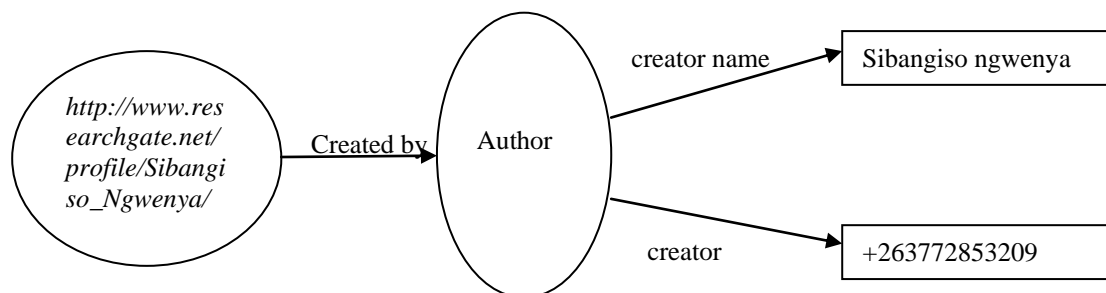 http://www.res
earchgate.net/
profile/Sibangi
so_Ngwenya/
Created by
Author
creator name
Sibangiso ngwenya
creator
+263772853209